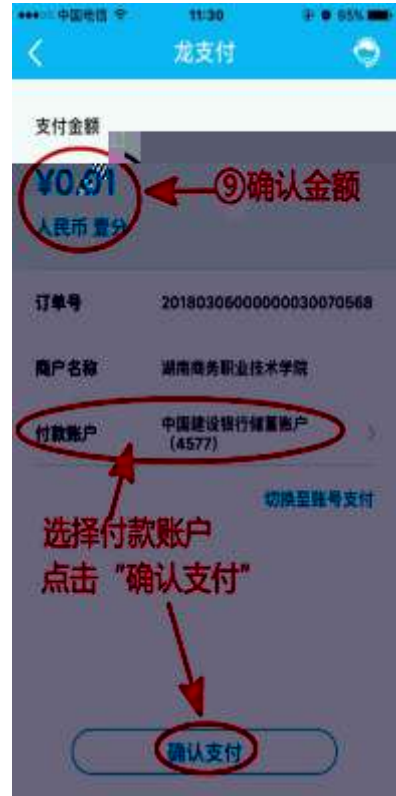 中国电信 11:30 65%
龙支付
支付金额
¥0.01
⑨确认金额
人民币 壹分
订单号 20180306000000030070568
商户名称 湖南商务职业技术学院
付款账户 中国建设银行储蓄账户
（4577）
切换至账号支付
选择付款账户
点击“确认支付”
确认支付